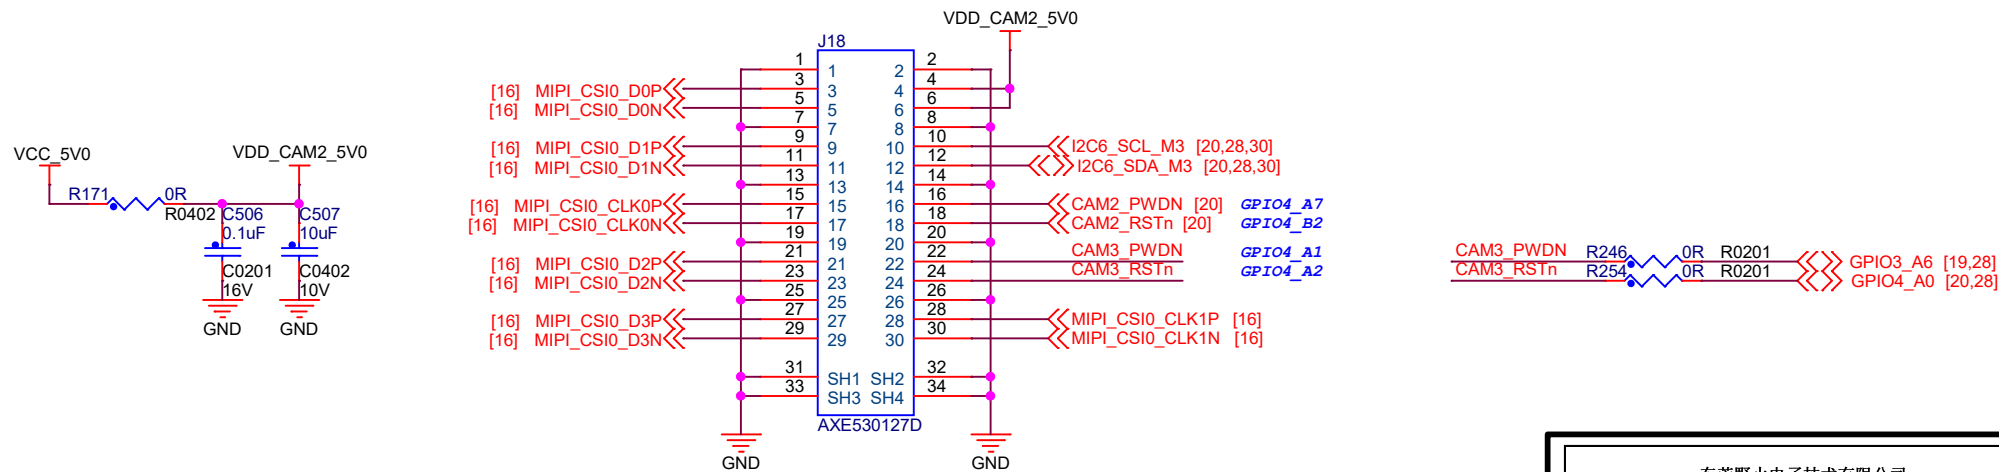 VDD_CAM2_5V0
J18
1 1 2 2
[16] MIPI_CSI0_D0P 3 3 4 4
[16] MIPI_CSI0_D0N 5 5 6 6
7 7 8 8
[16] MIPI_CSI0_D1P 9 9 10 10 I2C6_SCL_M3 [20,28,30]
[16] MIPI_CSI0_D1N 11 11 12 12 I2C6_SDA_M3 [20,28,30]
13 13 14 14
[16] MIPI_CSI0_CLK0P 15 15 16 16 CAM2_PWDN [20] GPIO4_A7
[16] MIPI_CSI0_CLK0N 17 17 18 18 CAM2_RSTn [20] GPIO4_B2
19 19 20 20
[16] MIPI_CSI0_D2P 21 21 22 22 CAM3_PWDN GPIO4_A1
[16] MIPI_CSI0_D2N 23 23 24 24 CAM3_RSTn GPIO4_A2
25 25 26 26
[16] MIPI_CSI0_D3P 27 27 28 28 MIPI_CSI0_CLK1P [16]
[16] MIPI_CSI0_D3N 29 29 30 30 MIPI_CSI0_CLK1N [16]
31 SH1 SH2 32
33 SH3 SH4 34
AXE530127D
GND GND
VCC_5V0 VDD_CAM2_5V0
R171 0R
R0402 C506 C507
0.1uF 10uF
C0201 C0402
16V 10V
GND GND
CAM3_PWDN R246 0R R0201 GPIO3_A6 [19,28]
CAM3_RSTn R254 0R R0201 GPIO4_A0 [20,28]